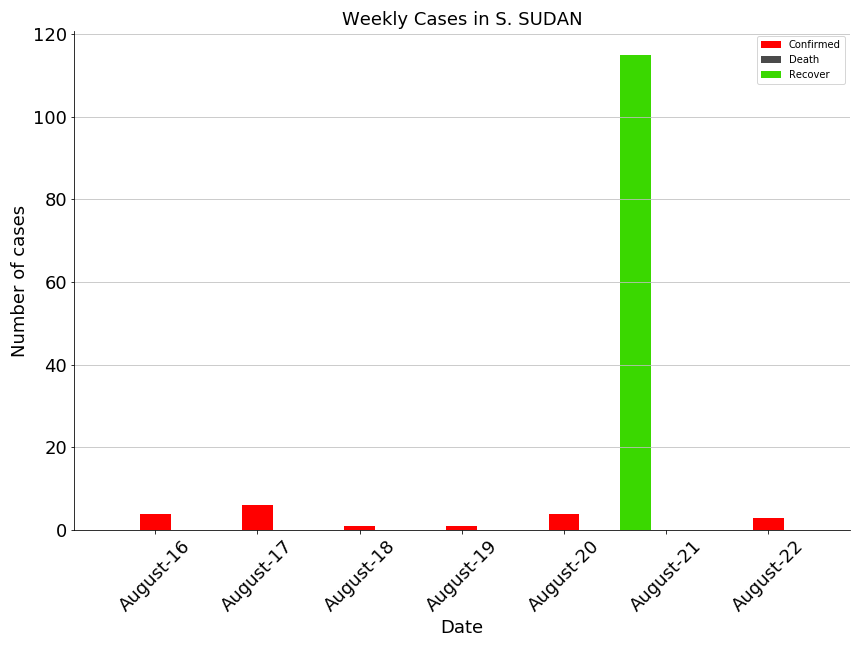 Weekly Cases in S. SUDAN
Confirmed
Death
Recover
Number of cases
120
100
80
60
40
20
0
August-16
August-17
August-18
August-19
August-20
August-21
August-22
Date